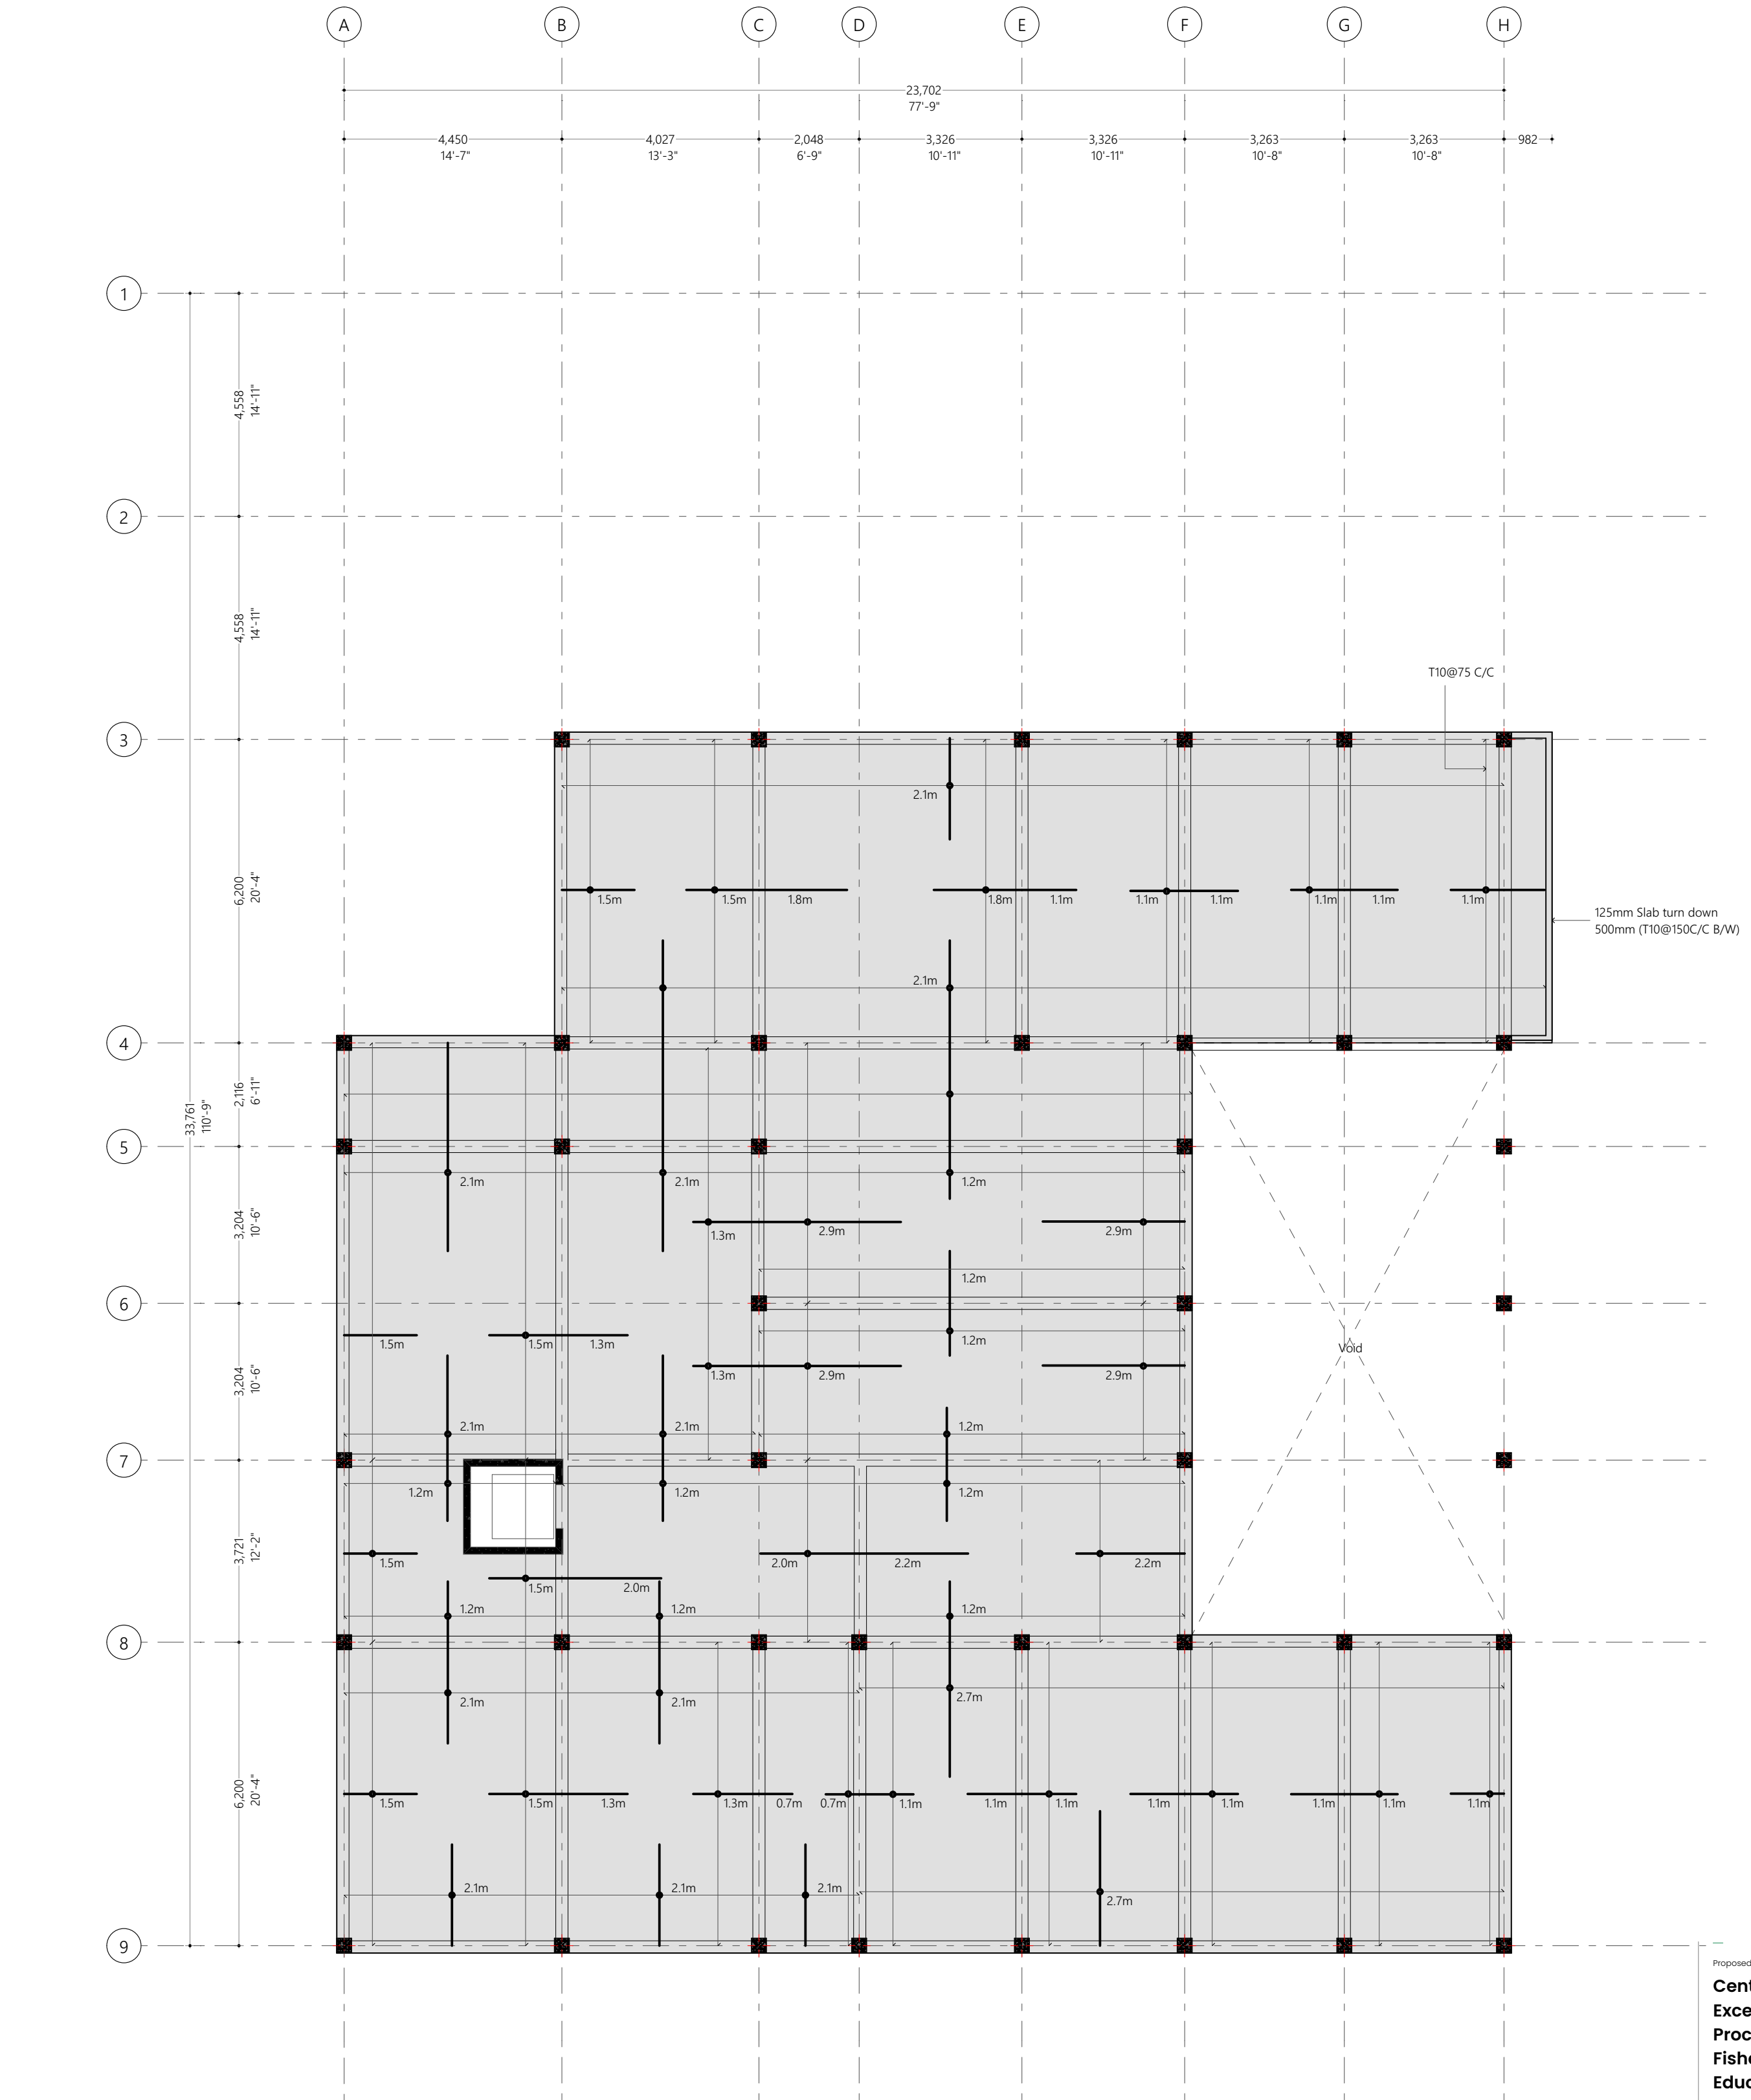 A B C D E F G H
23,702
77'-9"
4,450 4,027 2,048 3,326 3,326 3,263 3,263 982
14'-7" 13'-3" 6'-9" 10'-11" 10'-11" 10'-8" 10'-8"
1
4,558
14'-11"
2
4,558
14'-11"
T10@75 C/C
3
2.1m
6,200
20'-4"
1.5m 1.5m 1.8m 1.8m 1.1m 1.1m 1.1m 1.1m 1.1m 1.1m
125mm Slab turn down
500mm (T10@150C/C B/W)
2.1m
4
33,761
110'-9"
2,116
6'-11"
5
2.1m 2.1m 1.2m
3,204
10'-6"
1.3m 2.9m 2.9m
1.2m
6
1.5m 1.5m 1.3m 1.2m
Void
3,204
10'-6"
1.3m 2.9m 2.9m
2.1m 2.1m 1.2m
7
1.2m 1.2m 1.2m
3,721
12'-2"
1.5m 2.0m 2.2m 2.2m
1.5m 2.0m
1.2m 1.2m 1.2m
8
2.1m 2.1m 2.7m
6,200
20'-4"
1.5m 1.5m 1.3m 1.3m 0.7m 0.7m 1.1m 1.1m 1.1m 1.1m 1.1m 1.1m 1.1m 1.1m
2.1m 2.1m 2.1m 2.7m
9
Proposed
Cent
Exce
Proc
Fishe
Educ